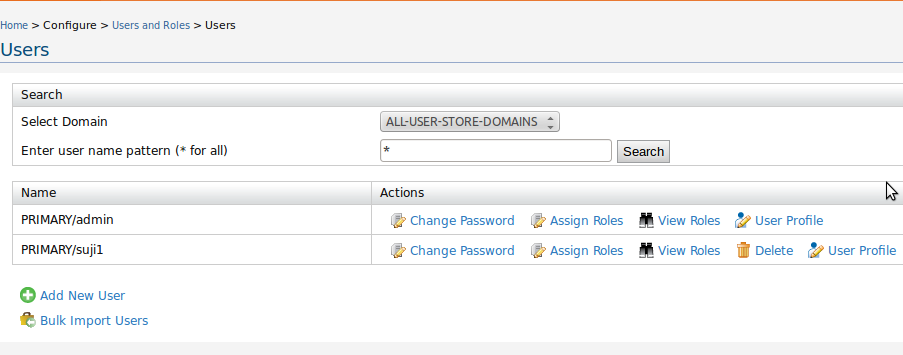 Home > Configure > Users and Roles > Users
Users
Search
Select Domain ALL-USER-STORE-DOMAINS
Enter user name pattern (* for all) * Search
Name Actions
PRIMARY/admin Change Password Assign Roles View Roles User Profile
PRIMARY/suji1 Change Password Assign Roles View Roles Delete User Profile
Add New User
Bulk Import Users